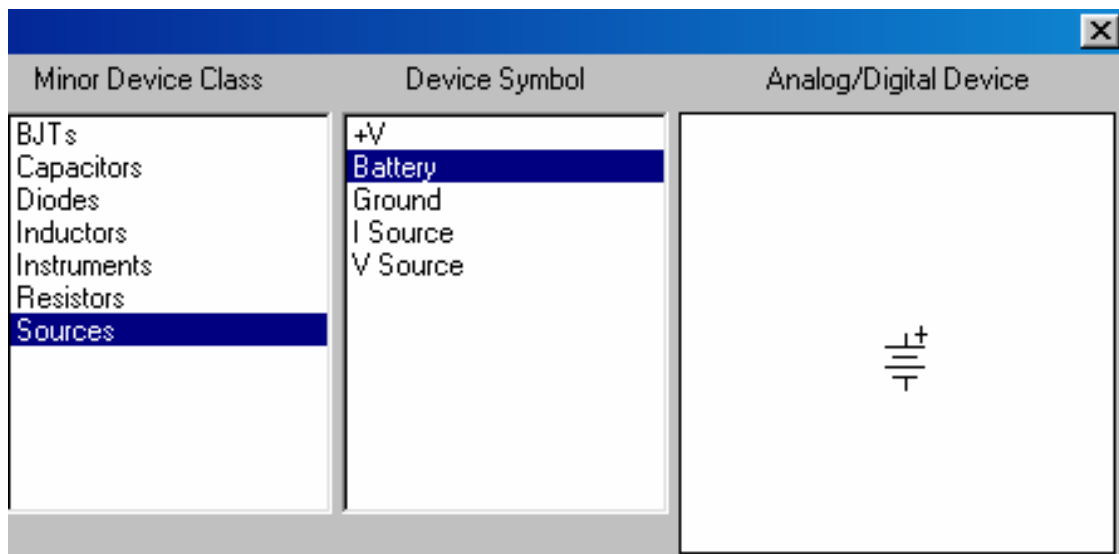 Minor Device Class
Device Symbol
Analog/Digital Device
BJTs
Capacitors
Diodes
Inductors
Instruments
Resistors
Sources
+V
Battery
Ground
I Source
V Source
+